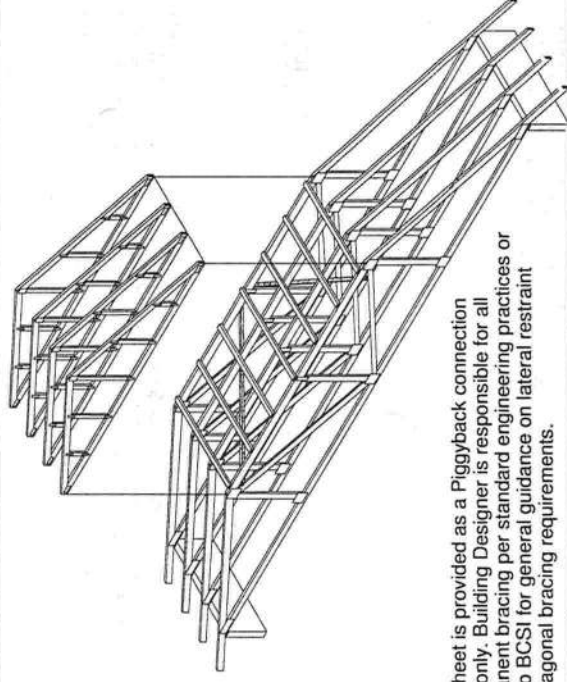 heet is provided as a Piggyback connection
only. Building Designer is responsible for all
nent bracing per standard engineering practices or
o BCSI for general guidance on lateral restraint
agonal bracing requirements.